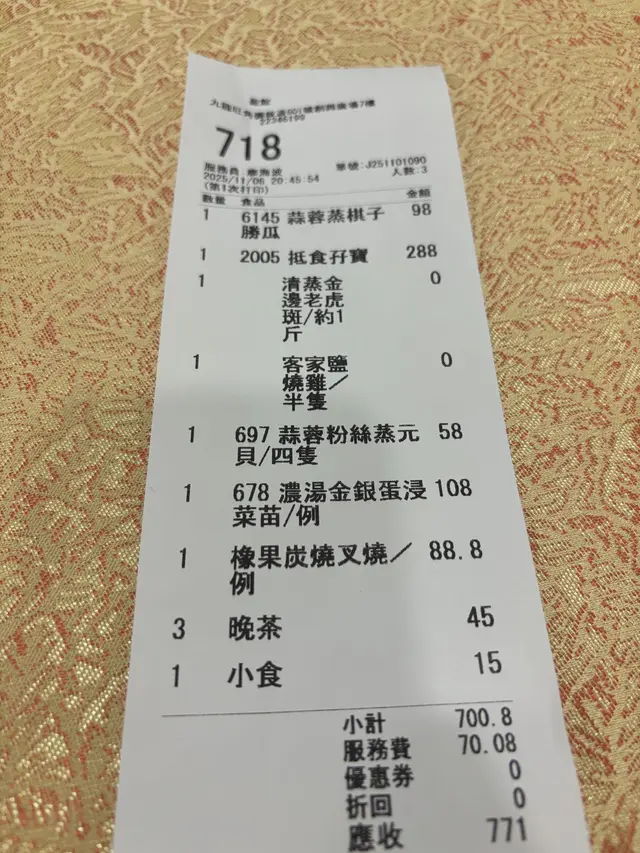 718
單號:J251101090
2025/11/06 20:45:54 人數:3
(第1次打印)
數量 食品 金額
1 6145 蒜蓉蒸棋子 98
勝瓜
1 2005 抵食孖寶 288
1 清蒸金 0
邊老虎
斑/約1
斤
1 客家鹽 0
燒雞/
半隻
1 697 蒜蓉粉絲蒸元 58
貝/四隻
1 678 濃湯金銀蛋浸 108
菜苗/例
1 橡果炭燒叉燒/ 88.8
例
3 晚茶 45
1 小食 15
小計 700.8
服務費 70.08
優惠券 0
折回 0
應收 771